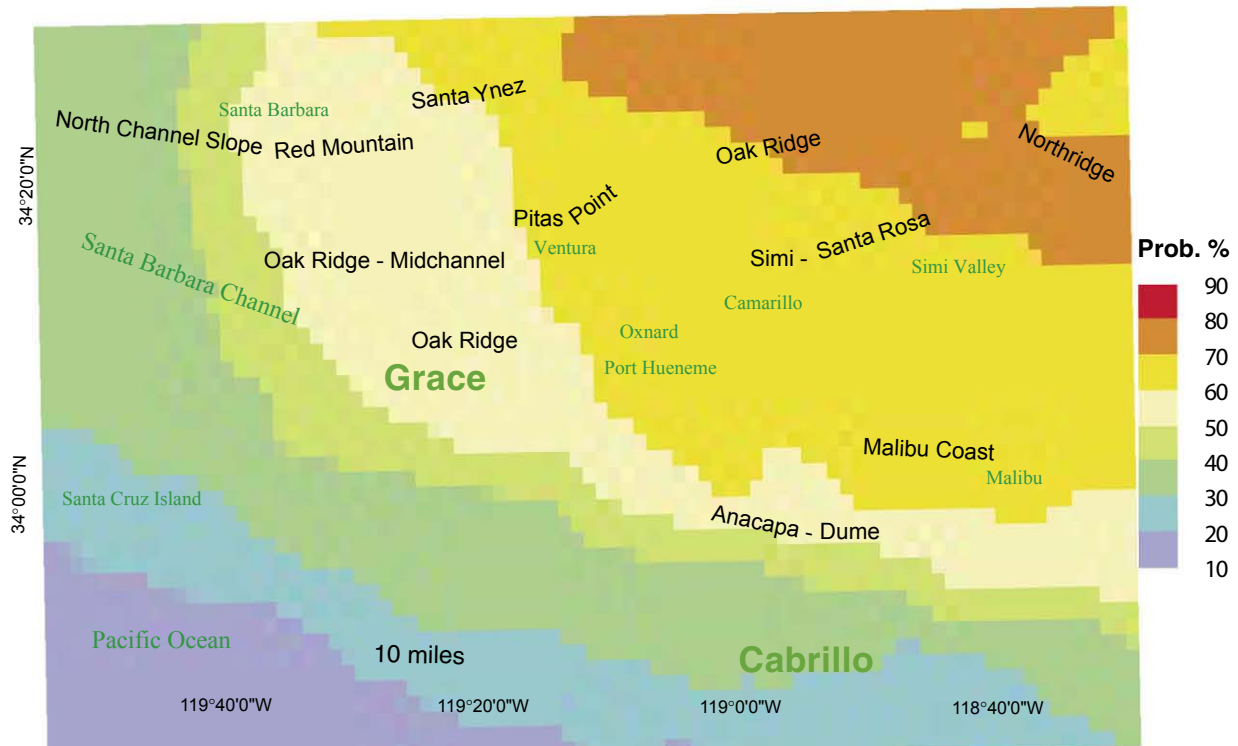 Santa Ynez
Santa Barbara
North Channel Slope
Red Mountain
Oak Ridge
Northridge
34°20'0"N
Pitas Point
Ventura
Simi - Santa Rosa
Simi Valley
Santa Barbara Channel
Oak Ridge - Midchannel
Camarillo
Oxnard
Oak Ridge
Port Hueneme
Grace
Malibu Coast
Malibu
34°00'0"N
Santa Cruz Island
Anacapa - Dume
Pacific Ocean
10 miles
Cabrillo
119°40'0"W
119°20'0"W
119°0'0"W
118°40'0"W
Prob. %
90
80
70
60
50
40
30
20
10